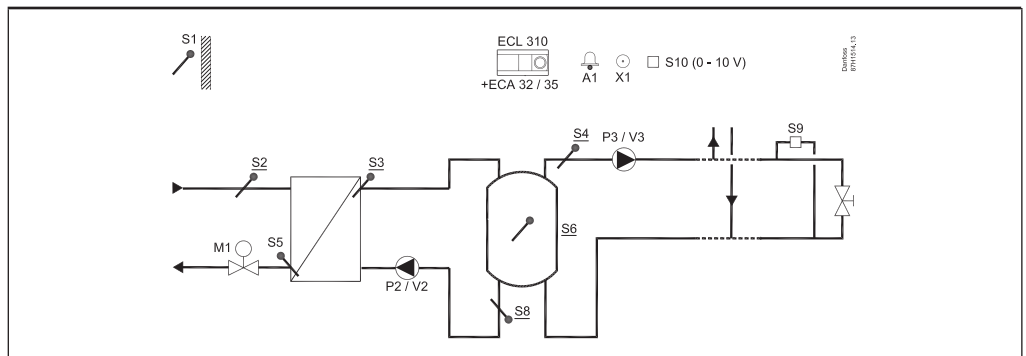 S1
ECL 310
+ECA 32 / 35
A1
X1
S10 (0 - 10 V)
Danfoss
87H1514.13
S2
S3
S4
P3 / V3
S9
M1
S5
S6
P2 / V2
S8